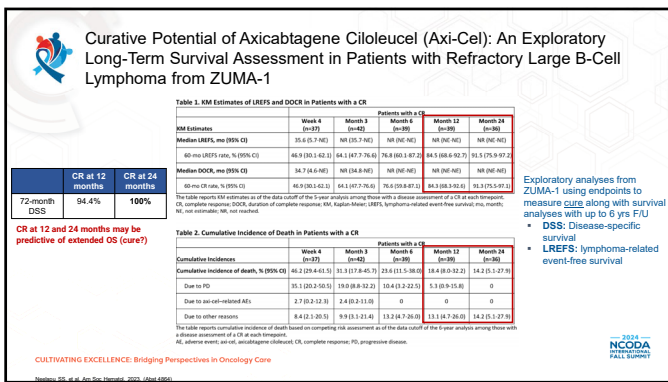 Curative Potential of Axicabtagene Ciloleucel (Axi-Cel): An Exploratory
Long-Term Survival Assessment in Patients with Refractory Large B-Cell
Lymphoma from ZUMA-1
Table 1. KM Estimates of LREFS and DOCR in Patients with a CR
Patients with a CR
KM Estimates Week 4 (n=37) Month 3 (n=42) Month 6 (n=39) Month 12 (n=39) Month 24 (n=36)
Median LREFS, mo (95% CI) 35.6 (5.7-NE) NR (35.7-NE) NR (NE-NE) NR (NE-NE) NR (NE-NE)
60-mo LREFS rate, % (95% CI) 46.9 (30.1-62.1) 64.1 (47.7-76.6) 76.8 (60.1-87.2) 84.5 (68.6-92.7) 91.5 (75.9-97.2)
Median DOCR, mo (95% CI) 34.7 (4.6-NE) NR (34.8-NE) NR (NE-NE) NR (NE-NE) NR (NE-NE)
60-mo CR rate, % (95% CI) 46.9 (30.1-62.1) 64.1 (47.7-76.6) 76.6 (59.8-87.1) 84.3 (68.3-92.6) 91.3 (75.5-97.1)
The table reports KM estimates as of the data cutoff of the 5-year analysis among those with a disease assessment of a CR at each timepoint.
CR, complete response; DOCR, duration of complete response; KM, Kaplan-Meier; LREFS, lymphoma-related event-free survival; mo, month;
NE, not estimable; NR, not reached.
CR at 12 months CR at 24 months
72-month DSS 94.4% 100%
CR at 12 and 24 months may be
predictive of extended OS (cure?)
Table 2. Cumulative Incidence of Death in Patients with a CR
Patients with a CR
Cumulative Incidences Week 4 (n=37) Month 3 (n=42) Month 6 (n=39) Month 12 (n=39) Month 24 (n=36)
Cumulative incidence of death, % (95% CI) 46.2 (29.4-61.5) 31.3 (17.8-45.7) 23.6 (11.5-38.0) 18.4 (8.0-32.2) 14.2 (5.1-27.9)
Due to PD 35.1 (20.2-50.5) 19.0 (8.8-32.2) 10.4 (3.2-22.5) 5.3 (0.9-15.8) 0
Due to axi-cel–related AEs 2.7 (0.2-12.3) 2.4 (0.2-11.0) 0 0 0
Due to other reasons 8.4 (2.1-20.5) 9.9 (3.1-21.4) 13.2 (4.7-26.0) 13.1 (4.7-26.0) 14.2 (5.1-27.9)
The table reports cumulative incidence of death based on competing risk assessment as of the data cutoff of the 6-year analysis among those with
a disease assessment of a CR at each timepoint.
AE, adverse event; axi-cel, axicabtagene ciloleucel; CR, complete response; PD, progressive disease.
Exploratory analyses from
ZUMA-1 using endpoints to
measure cure along with survival
analyses with up to 6 yrs F/U
▪ DSS: Disease-specific
survival
▪ LREFS: lymphoma-related
event-free survival
CULTIVATING EXCELLENCE: Bridging Perspectives in Oncology Care
Neelapu SS, et al. Am Soc Hematol. 2023. (Abst 4864)
2024
NCODA
INTERNATIONAL
FALL SUMMIT